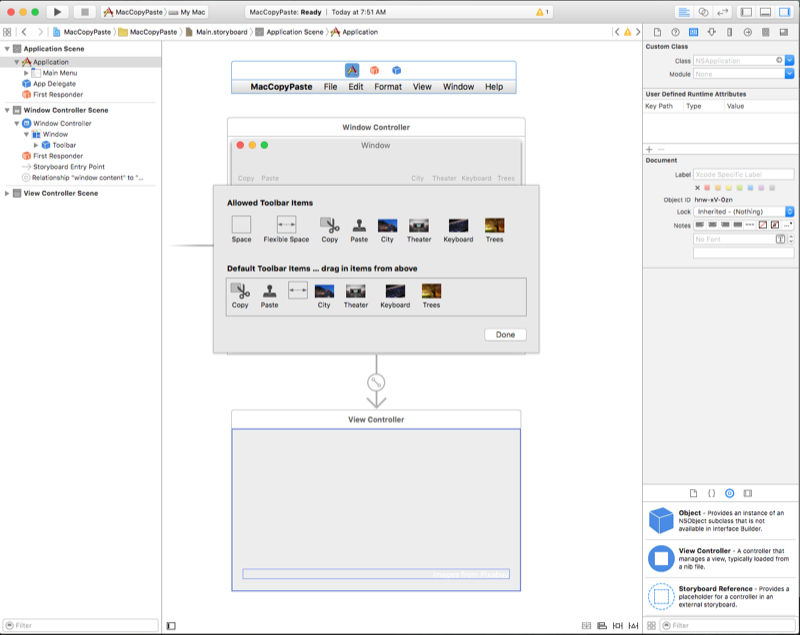 MacCopyPaste My Mac
MacCopyPaste: Ready | Today at 7:51 AM
1
MacCopyPaste MacCopyPaste Main.storyboard Application Scene Application
Application Scene
Application
Main Menu
App Delegate
First Responder
Window Controller Scene
Window Controller
Window
Toolbar
First Responder
Storyboard Entry Point
Relationship "window content" to "...
View Controller Scene
Filter
MacCopyPaste File Edit Format View Window Help
Window Controller
Window
Copy Paste City Theater Keyboard Trees
Allowed Toolbar Items
Space Flexible Space Copy Paste City Theater Keyboard Trees
Default Toolbar Items ... drag in items from above
Copy Paste City Theater Keyboard Trees
Done
View Controller
Custom Class
Class NSApplication
Module None
User Defined Runtime Attributes
Key Path Type Value
Document
Label Xcode Specific Label
Object ID hnw-xV-0zn
Lock Inherited - (Nothing)
Notes
No Font
Object - Provides an instance of an
NSObject subclass that is not
available in Interface Builder.
View Controller - A controller that
manages a view, typically loaded from
a nib file.
Storyboard Reference - Provides a
placeholder for a controller in an
external storyboard.
Filter